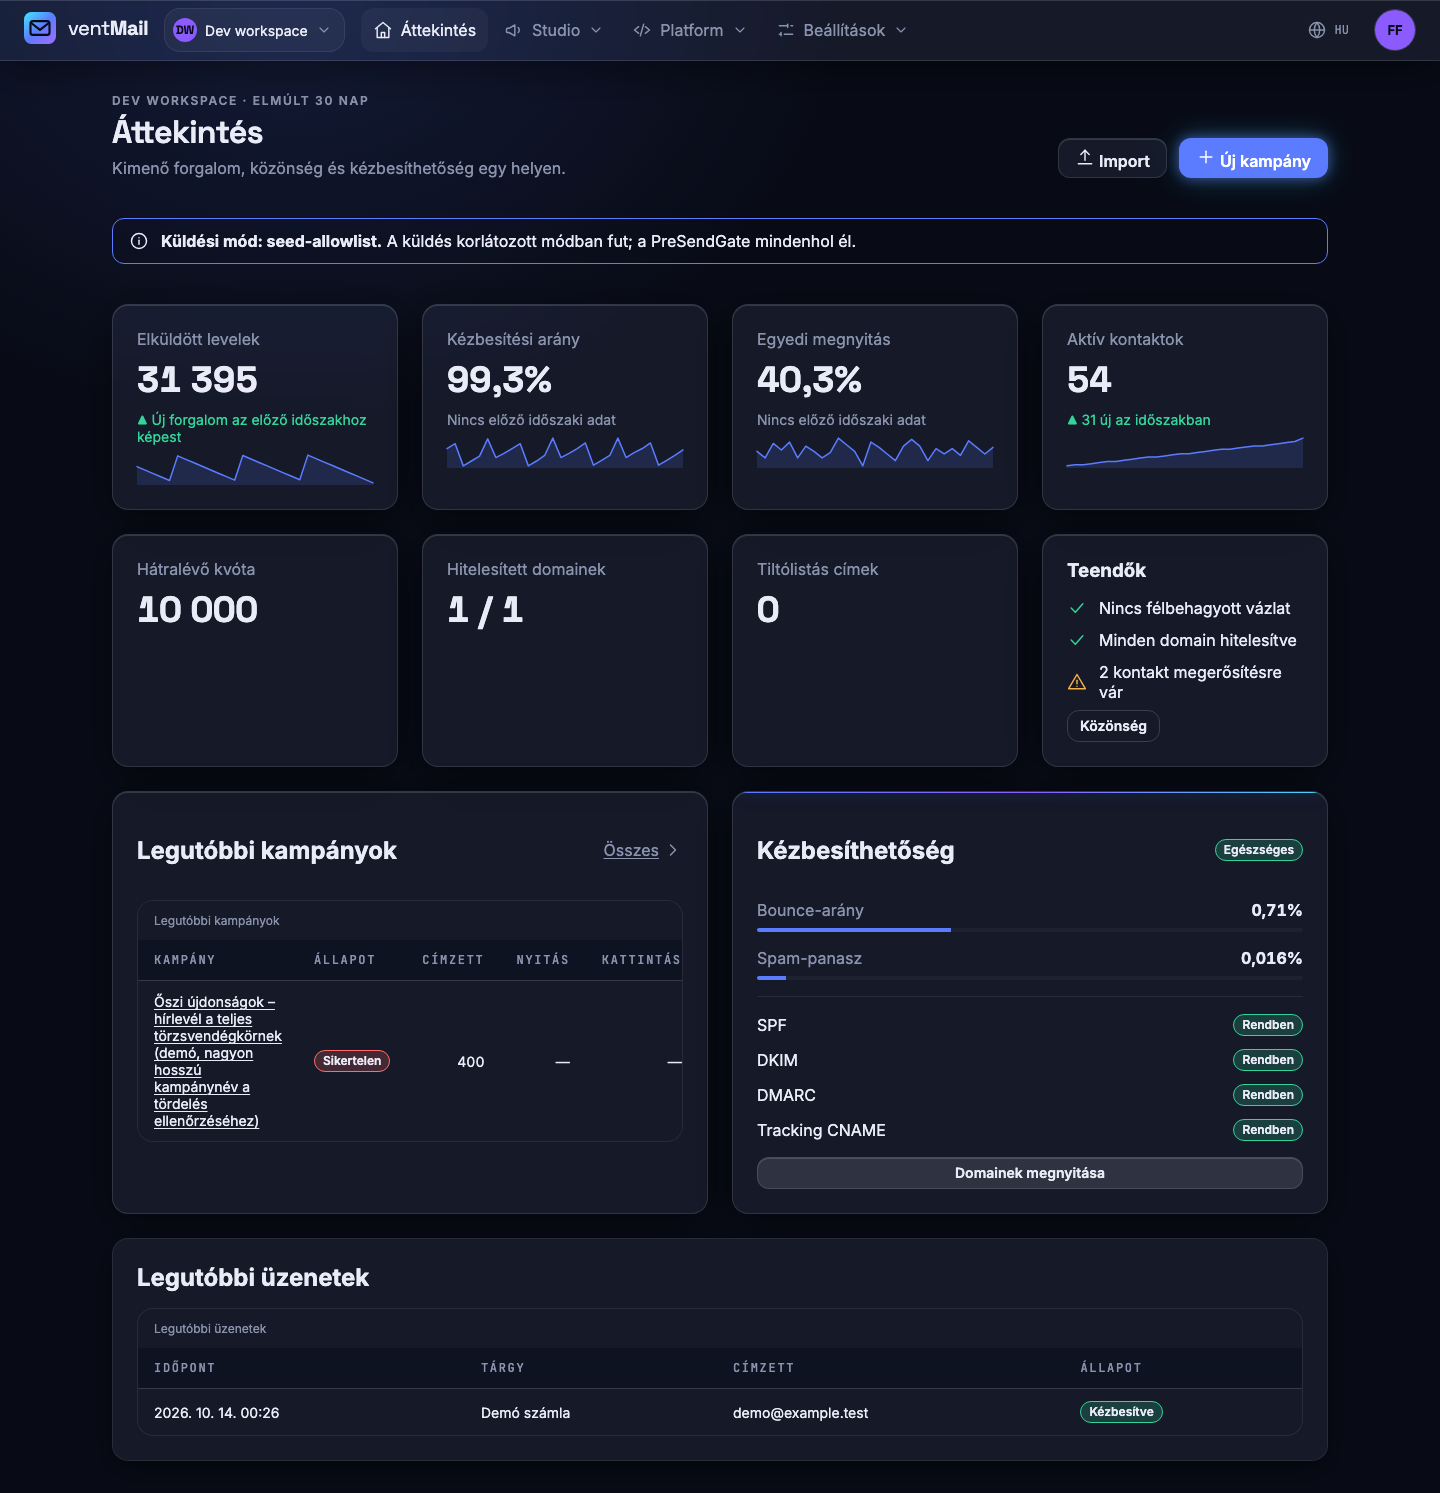 ventMail
DW Dev workspace
Áttekintés
Studio
Platform
Beállítások
HU
FF
DEV WORKSPACE · ELMÚLT 30 NAP
Áttekintés
Kimenő forgalom, közönség és kézbesíthetőség egy helyen.
Import
Új kampány
Küldési mód: seed-allowlist. A küldés korlátozott módban fut; a PreSendGate mindenhol él.
Elküldött levelek
31 395
▲ Új forgalom az előző időszakhoz
képest
Kézbesítési arány
99,3%
Nincs előző időszaki adat
Egyedi megnyitás
40,3%
Nincs előző időszaki adat
Aktív kontaktok
54
▲ 31 új az időszakban
Hátralévő kvóta
10 000
Hitelesített domainek
1 / 1
Tiltólistás címek
0
Teendők
Nincs félbehagyott vázlat
Minden domain hitelesítve
2 kontakt megerősítésre
vár
Közönség
Legutóbbi kampányok
Összes
Legutóbbi kampányok
KAMPÁNY ÁLLAPOT CÍMZETT NYITÁS KATTINTÁS
Őszi újdonságok –
hírlevél a teljes
törzsvendégkörnek
(demó, nagyon
hosszú
kampánynév a
tördelés
ellenőrzéséhez)
Sikertelen 400 — —
Kézbesíthetőség
Egészséges
Bounce-arány 0,71%
Spam-panasz 0,016%
SPF Rendben
DKIM Rendben
DMARC Rendben
Tracking CNAME Rendben
Domainek megnyitása
Legutóbbi üzenetek
Legutóbbi üzenetek
IDŐPONT TÁRGY CÍMZETT ÁLLAPOT
2026. 10. 14. 00:26 Demó számla demo@example.test Kézbesítve